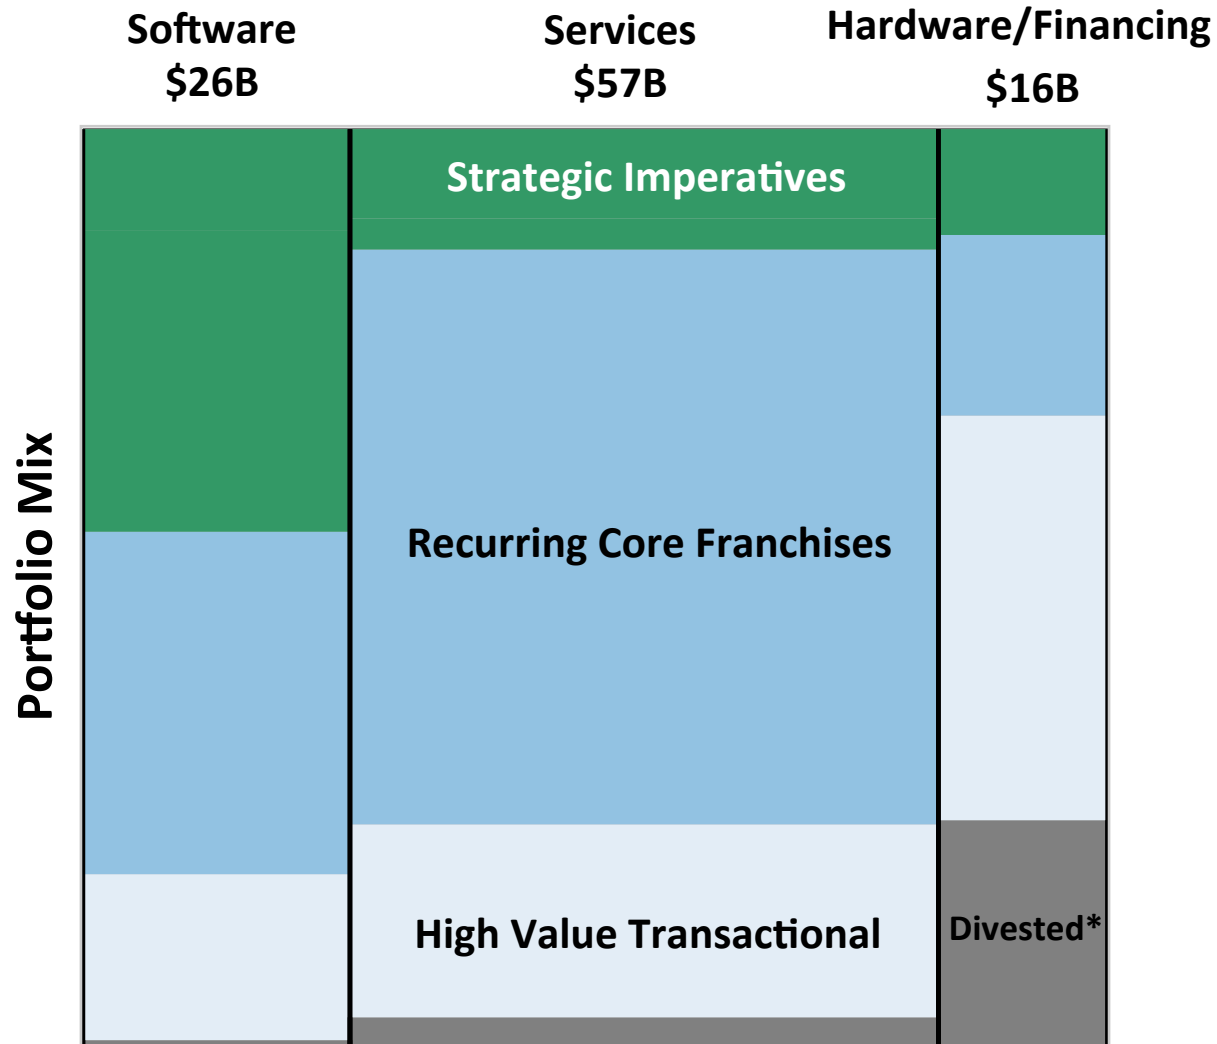 Software
$26B
Services
$57B
Hardware/Financing
$16B
Portfolio Mix
Strategic Imperatives
Recurring Core Franchises
High Value Transactional
Divested*